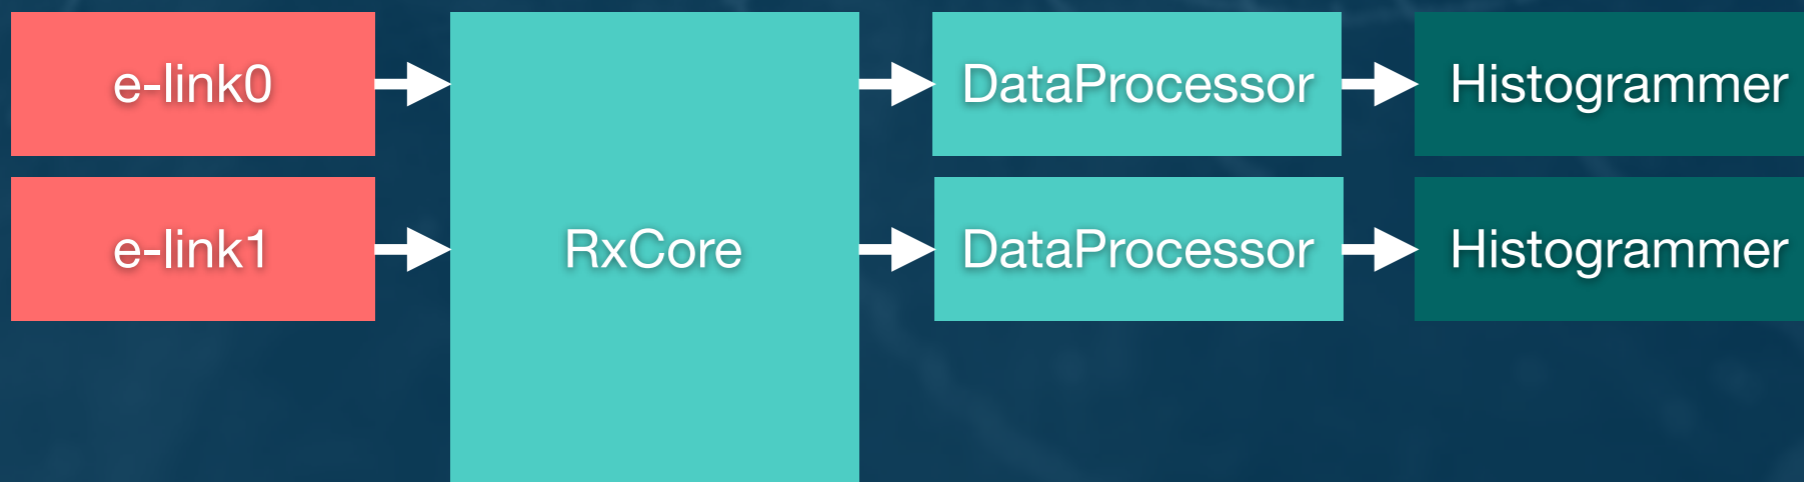 e-link0
DataProcessor
Histogrammer
e-link1
RxCore
DataProcessor
Histogrammer